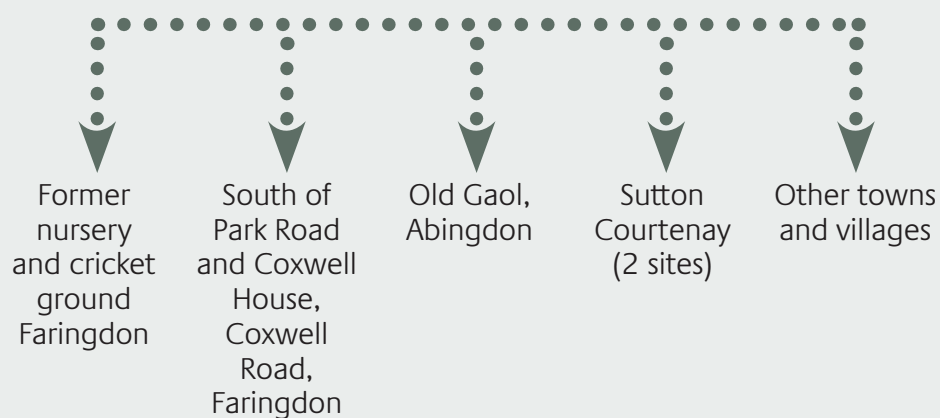 Former
nursery
and cricket
ground
Faringdon
South of
Park Road
and Coxwell
House,
Coxwell
Road,
Faringdon
Old Gaol,
Abingdon
Sutton
Courtenay
(2 sites)
Other towns
and villages